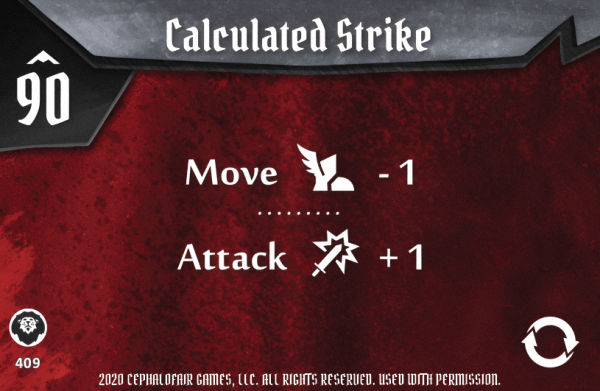 Calculated Strike
90
Move - 1
Attack + 1
409
2020 CEPHALOFAIR GAMES, LLC. ALL RIGHTS RESERVED. USED WITH PERMISSION.